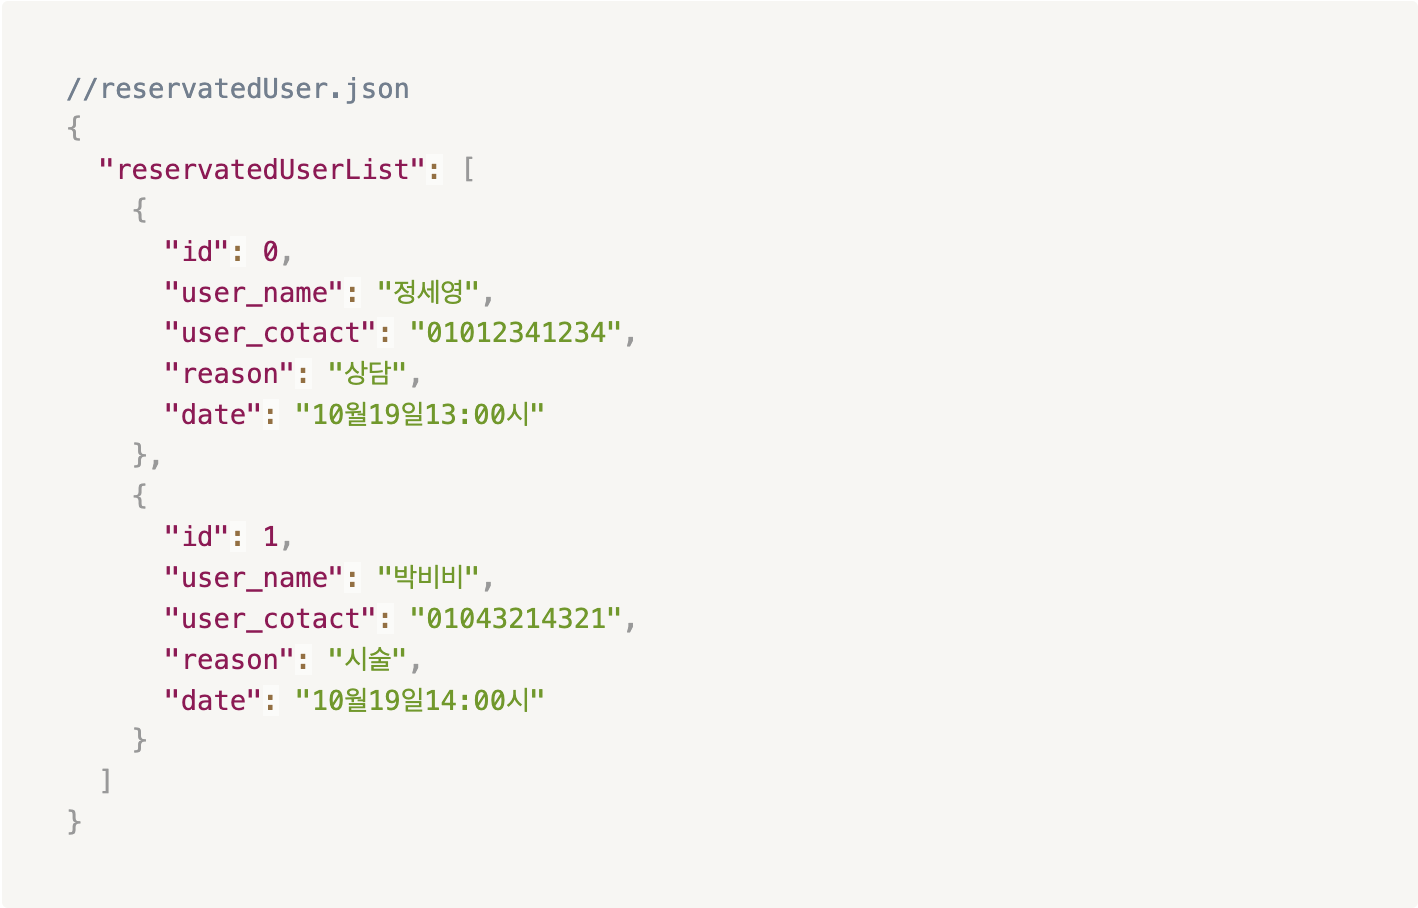 //reservatedUser.json
{
"reservatedUserList": [
{
"id": 0,
"user_name": "정세영",
"user_cotact": "01012341234",
"reason": "상담",
"date": "10월19일13:00시"
},
{
"id": 1,
"user_name": "박비비",
"user_cotact": "01043214321",
"reason": "시술",
"date": "10월19일14:00시"
}
]
}